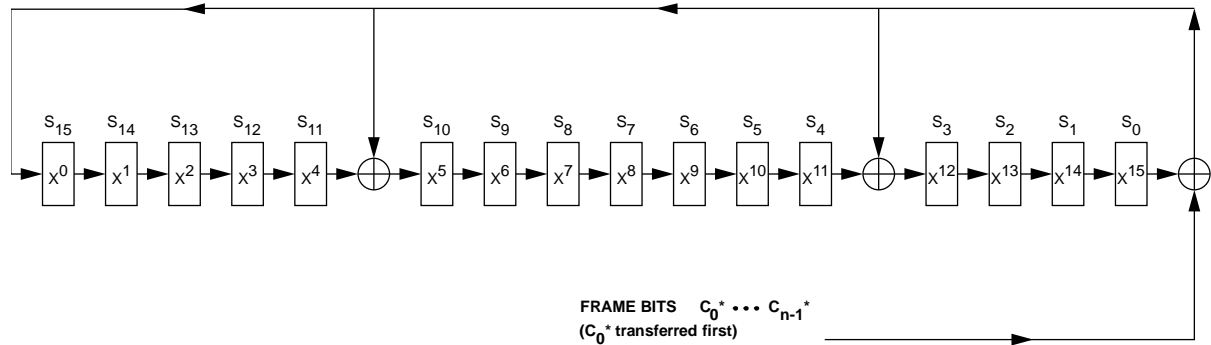 S15 S14 S13 S12 S11 S10 S9 S8 S7 S6 S5 S4 S3 S2 S1 S0
X0 X1 X2 X3 X4 X5 X6 X7 X8 X9 X10 X11 X12 X13 X14 X15
FRAME BITS C0* ••• Cn-1*
(C0* transferred first)